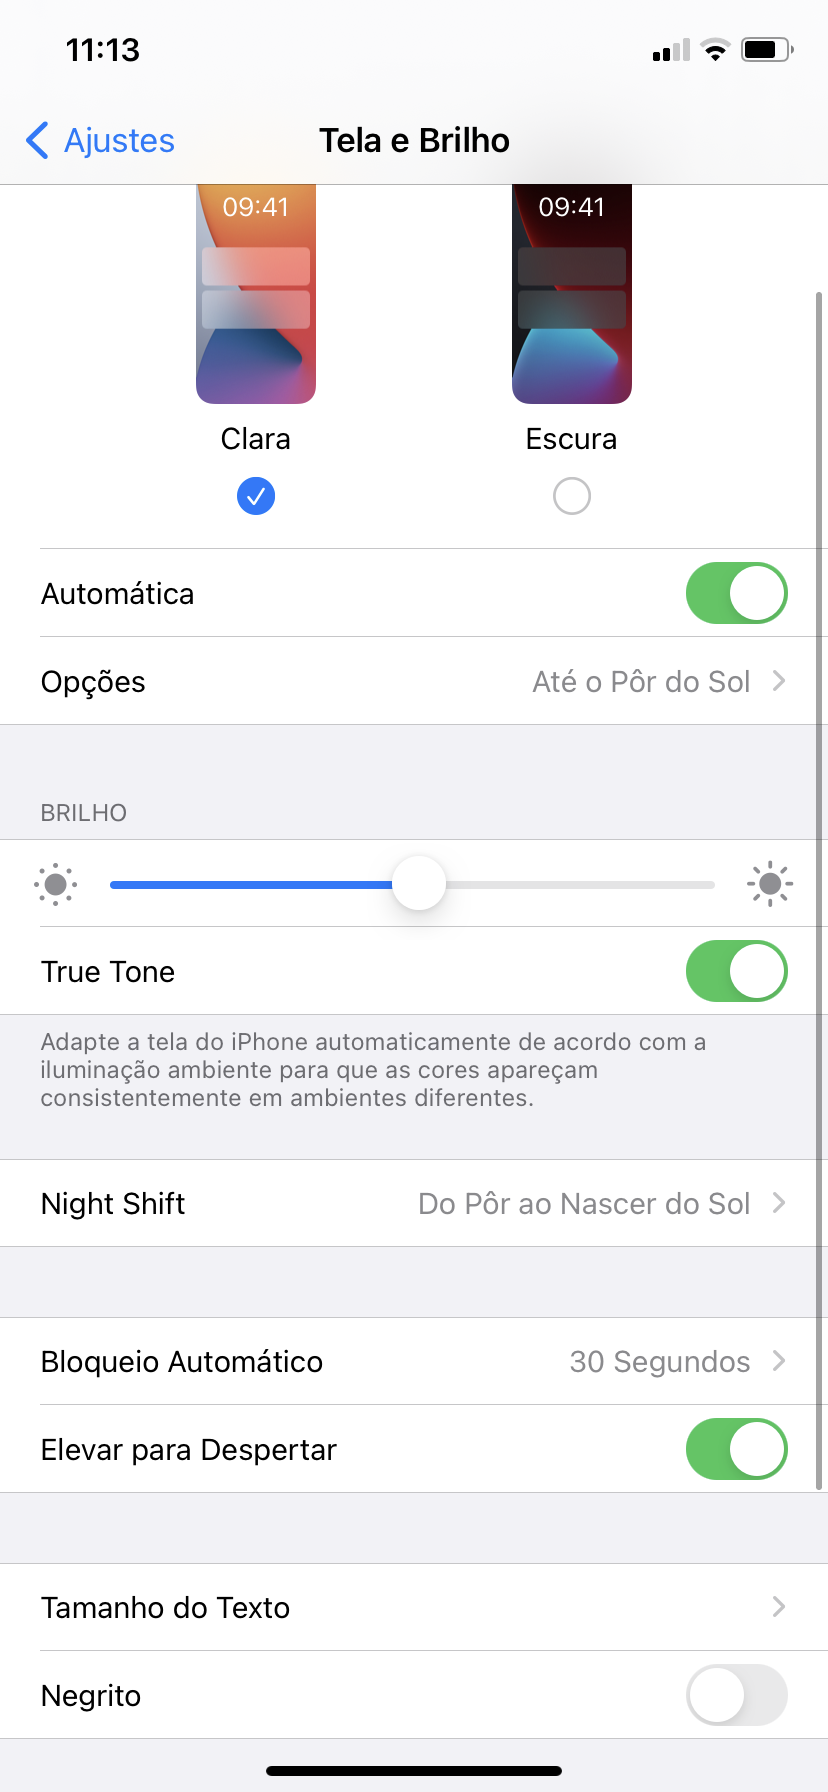 11:13
Ajustes
Tela e Brilho
09:41
09:41
Clara
Escura
Automática
Opções
Até o Pôr do Sol
BRILHO
True Tone
Adapte a tela do iPhone automaticamente de acordo com a
iluminação ambiente para que as cores apareçam
consistentemente em ambientes diferentes.
Night Shift
Do Pôr ao Nascer do Sol
Bloqueio Automático
30 Segundos
Elevar para Despertar
Tamanho do Texto
Negrito